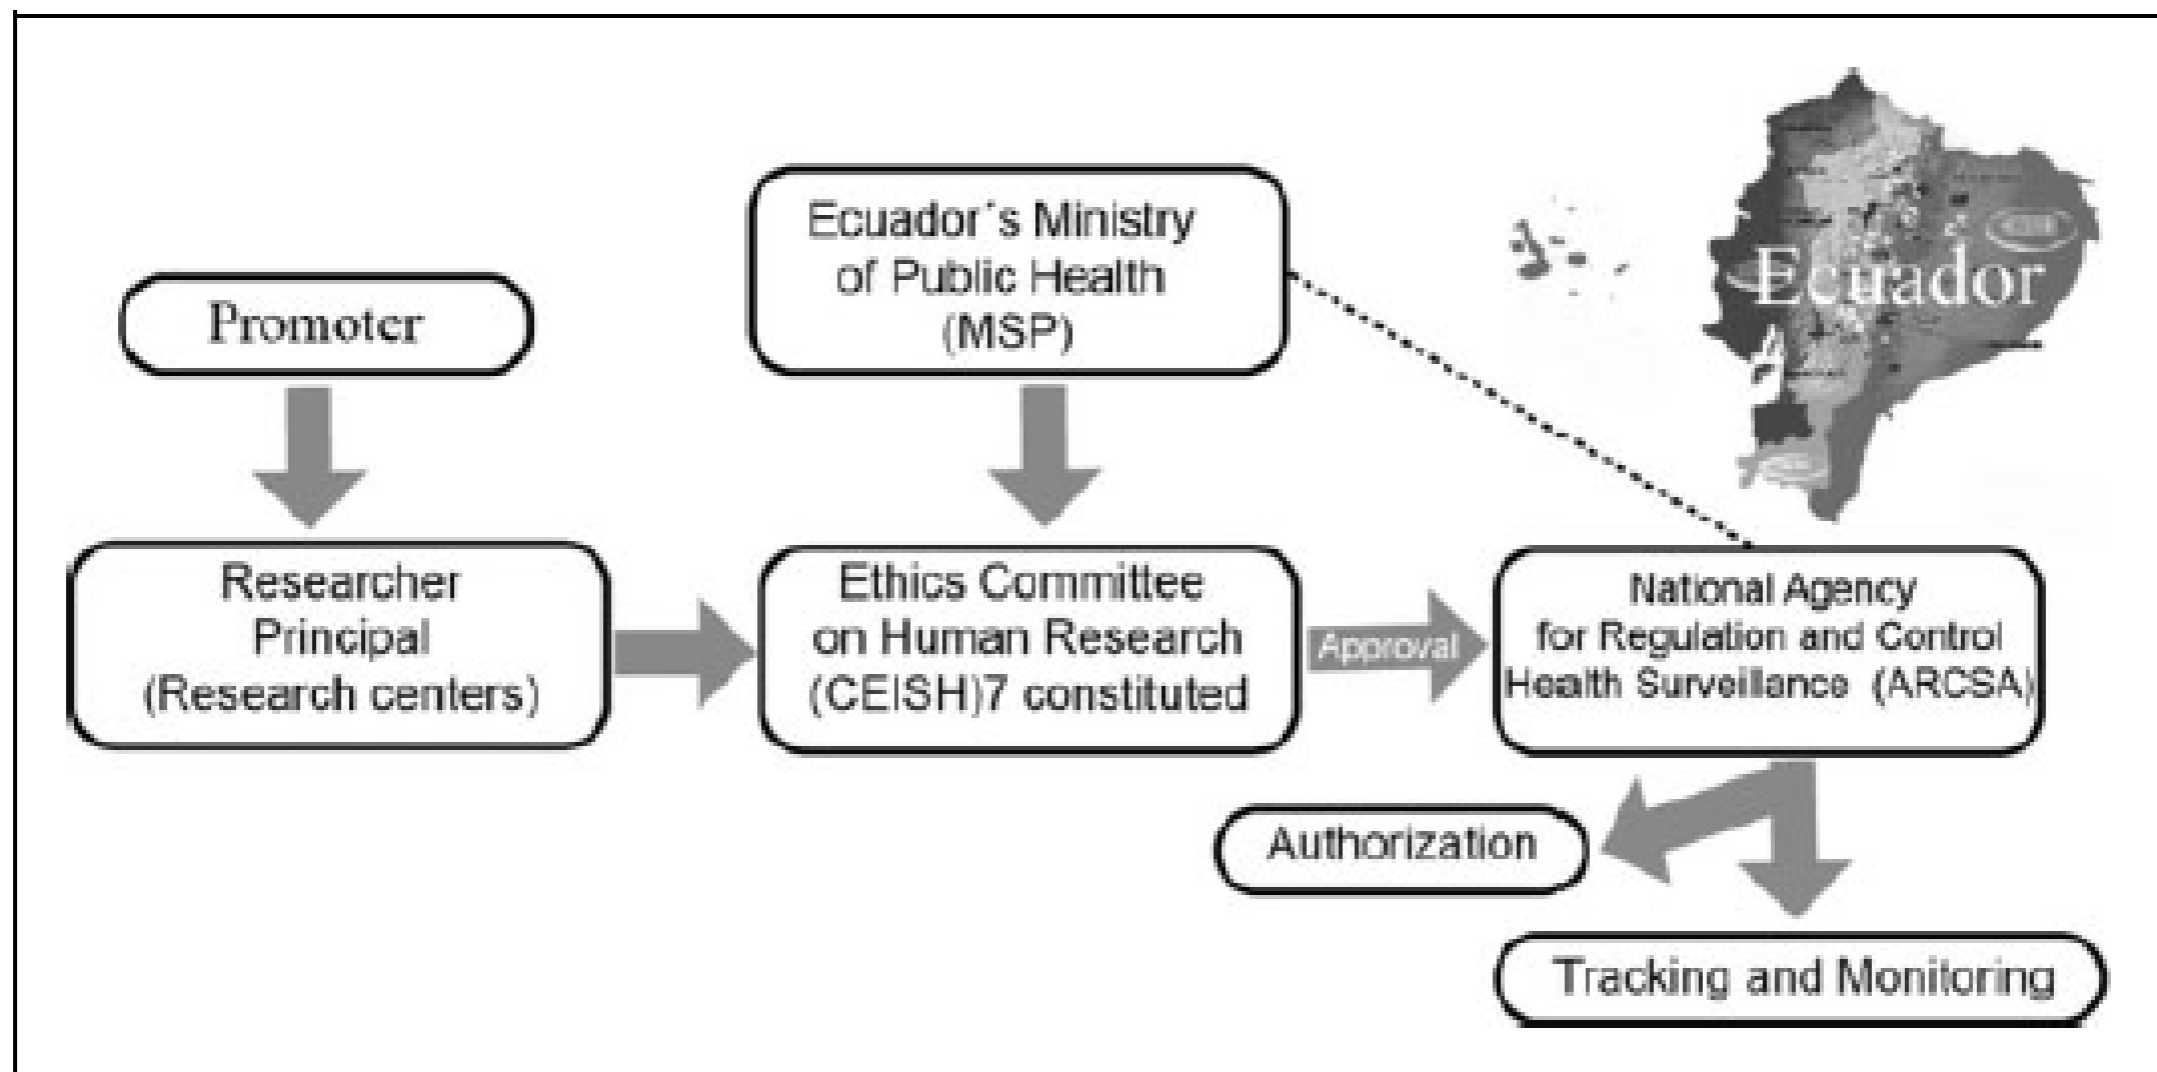 Promoter
Ecuador´s Ministry
of Public Health
(MSP)
Ecuador
Researcher
Principal
(Research centers)
Ethics Committee
on Human Research
(CEISH)7 constituted
Approval
National Agency
for Regulation and Control
Health Surveillance (ARCSA)
Authorization
Tracking and Monitoring